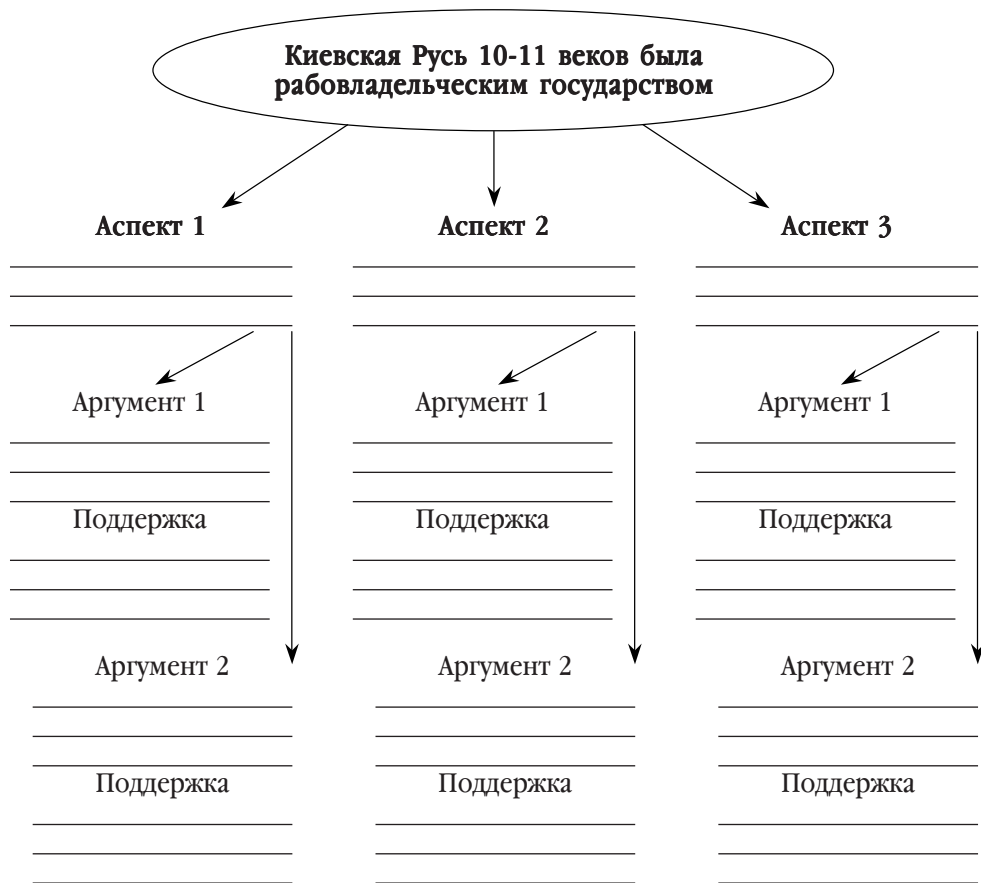 Киевская Русь 10-11 веков была
рабовладельческим государством
Аспект 1
Аспект 2
Аспект 3
Аргумент 1
Аргумент 1
Аргумент 1
Поддержка
Поддержка
Поддержка
Аргумент 2
Аргумент 2
Аргумент 2
Поддержка
Поддержка
Поддержка